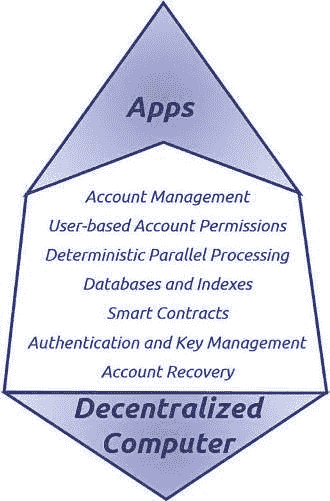 Apps
Account Management
User-based Account Permissions
Deterministic Parallel Processing
Databases and Indexes
Smart Contracts
Authentication and Key Management
Account Recovery
Decentralized
Computer